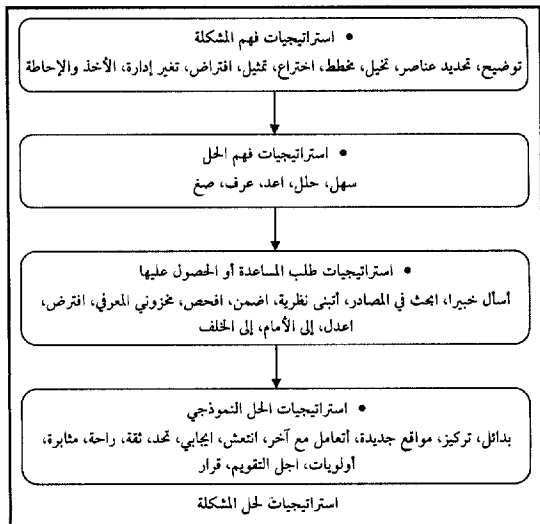 • استراتيجيات فهم المشكلة
توضيح، تحديد عناصر، تخيل، مخطط، اختراع، تمثيل، افتراض، تغير إدارة، الأخذ والإحاطة
• استراتيجيات فهم الحل
سهل، حلل، اعد، عرف، صغ
• استراتيجيات طلب المساعدة أو الحصول عليها
أسأل خبيرا، ابحث في المصادر، أتبنى نظرية، اضمن، افحص، مخزوني المعرفي، افترض،
اعدل، إلى الأمام، إلى الخلف
• استراتيجيات الحل النموذجي
بدائل، تركيز، مواقع جديدة، أتعامل مع آخر، انتعش، ايجابي، تحد، ثقة، راحة، مثابرة،
أولويات، اجل التقويم، قرار
استراتيجيات لحل المشكلة